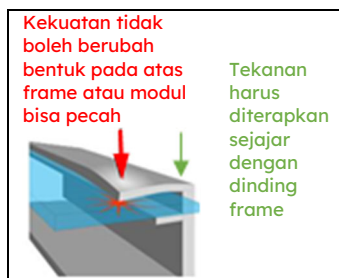 Kekuatan tidak
boleh berubah
bentuk pada atas
frame atau modul
bisa pecah
Tekanan
harus
diterapkan
sejajar
dengan
dinding
frame